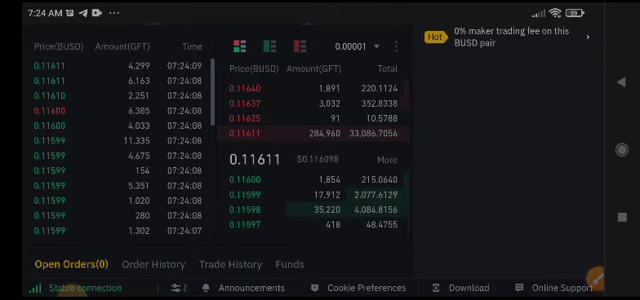 7:24 AM
59
Price(BUSD) Amount(GFT) Time
0.11611 4,299 07:24:09
0.11611 6,163 07:24:08
0.11610 2,251 07:24:08
0.11600 6,385 07:24:08
0.11600 4,033 07:24:08
0.11599 11,335 07:24:08
0.11599 4,675 07:24:08
0.11599 154 07:24:08
0.11599 5,351 07:24:08
0.11599 1,020 07:24:08
0.11599 280 07:24:08
0.11599 1,302 07:24:07
0.00001
Price(BUSD) Amount(GFT) Total
0.11640 1,891 220.1124
0.11637 3,032 352.8338
0.11625 91 10.5788
0.11611 284,960 33,086.7056
0.11611 $0.116098 More
0.11600 1,854 215.0640
0.11599 17,912 2,077.6129
0.11598 35,220 4,084.8156
0.11597 418 48.4755
Hot 0% maker trading fee on this
BUSD pair
Open Orders(0) Order History Trade History Funds
Stable connection Announcements Cookie Preferences Download Online Support